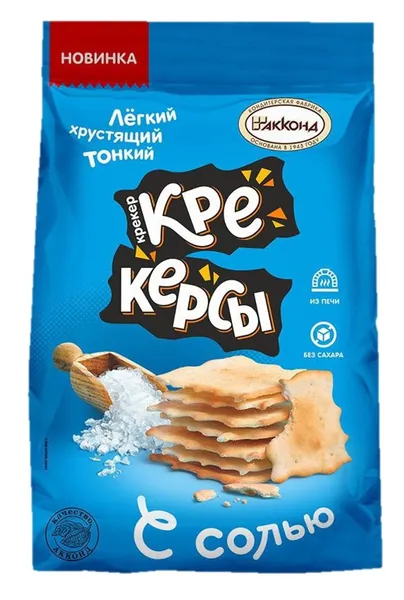 НОВИНКА
Лёгкий
хрустящий
тонкий
КОНДИТЕРСКАЯ ФАБРИКА
АККОНД
ОСНОВАНА В 1943 ГОДУ
крекер
Кре
керсы
ИЗ ПЕЧИ
БЕЗ САХАРА
Качество
АККОНД
С солью